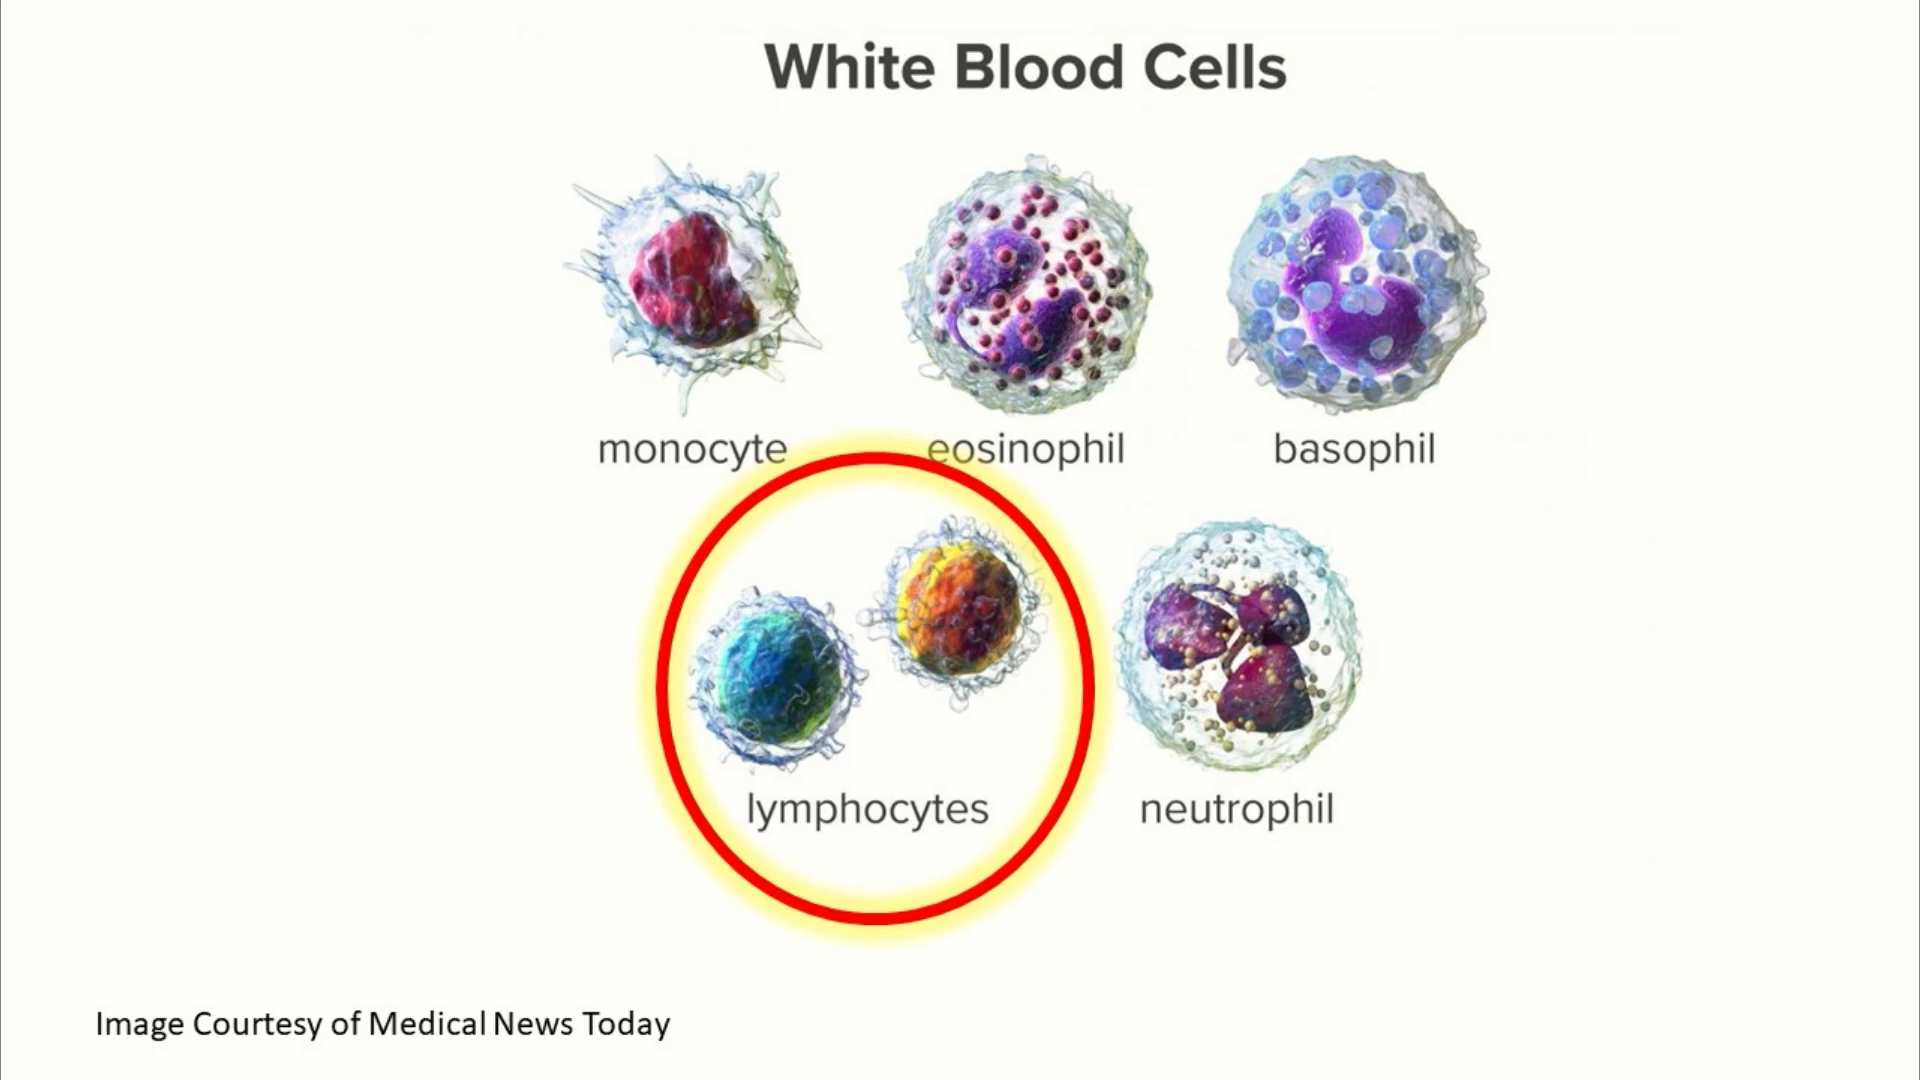 White Blood Cells
monocyte eosinophil basophil
lymphocytes neutrophil
Image Courtesy of Medical News Today